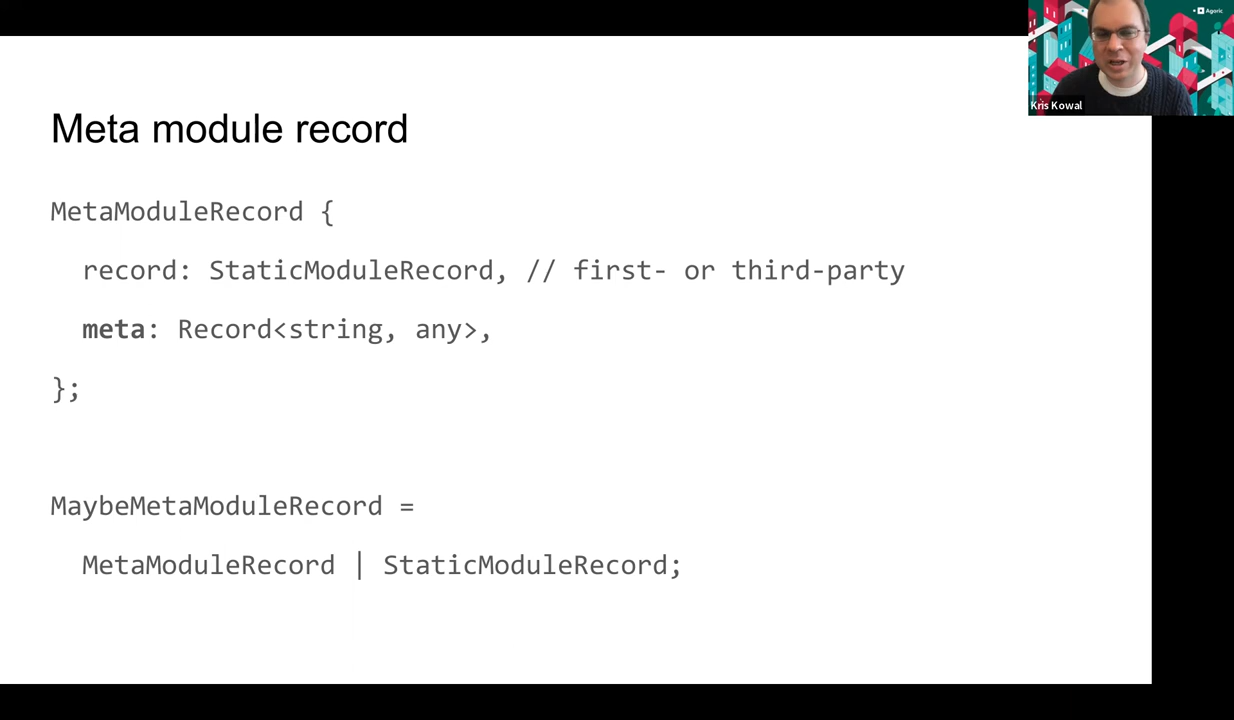 Agoric
Kris Kowal
Meta module record
MetaModuleRecord {
record: StaticModuleRecord, // first- or third-party
meta: Record<string, any>,
};
MaybeMetaModuleRecord =
MetaModuleRecord | StaticModuleRecord;